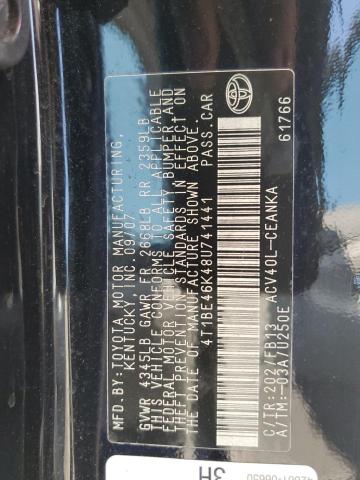 MFD.BY:TOYOTA MOTOR MANUFACTURING,
KENTUCKY, INC. 09/07
GVWR 4345LB GAWR FR 2668LB RR 2359LB
THIS VEHICLE CONFORMS TO ALL APPLICABLE
FEDERAL MOTOR VEHICLE SAFETY BUMPER, AND
THEFT PREVENTION STANDARDS IN EFFECT ON
THE DATE OF MANUFACTURE SHOWN ABOVE.
4T1BE46K48U741441 PASS.CAR
C/TR:202/FB13 ACV40L-CEANKA
A/TM:-03A/U250E 61766
3H